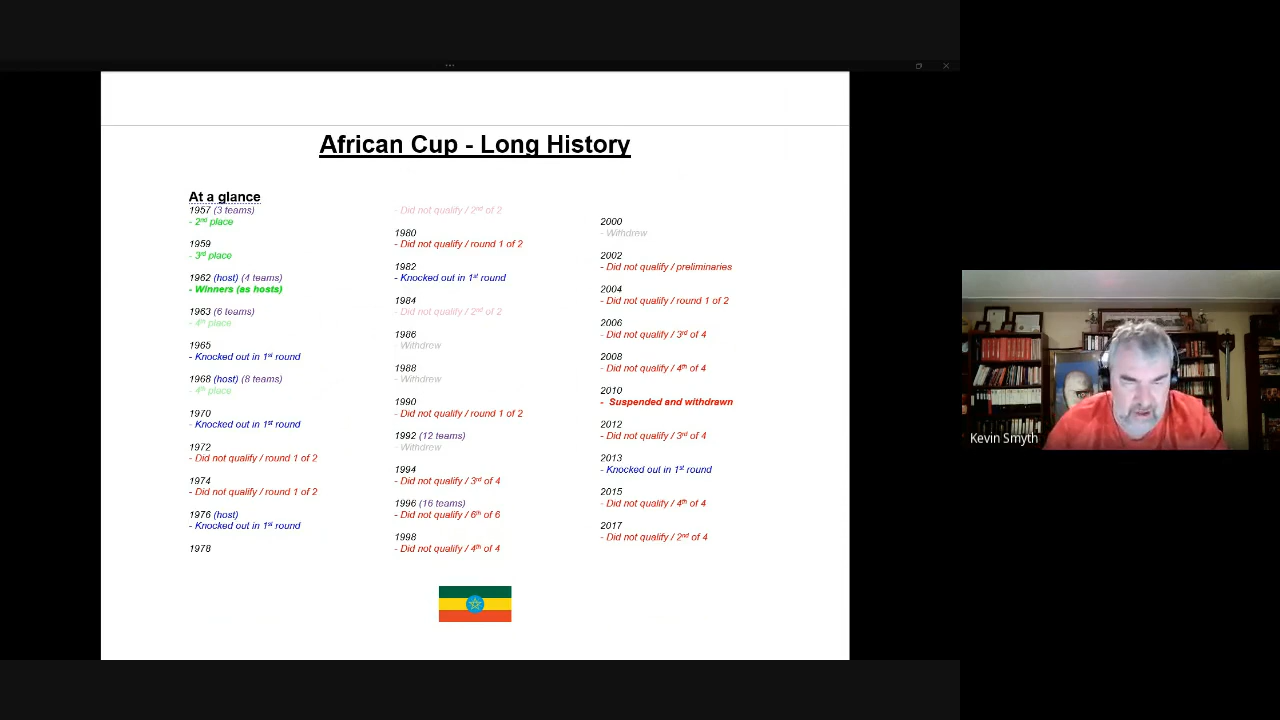 African Cup - Long History
At a glance
1957 (3 teams)
- 2nd place
1959
- 3rd place
1962 (host) (4 teams)
- Winners (as hosts)
1963 (6 teams)
- 4th place
1965
- Knocked out in 1st round
1968 (host) (8 teams)
- 4th place
1970
- Knocked out in 1st round
1972
- Did not qualify / round 1 of 2
1974
- Did not qualify / round 1 of 2
1976 (host)
- Knocked out in 1st round
1978
- Did not qualify / 2nd of 2
1980
- Did not qualify / round 1 of 2
1982
- Knocked out in 1st round
1984
- Did not qualify / 2nd of 2
1986
- Withdrew
1988
- Withdrew
1990
- Did not qualify / round 1 of 2
1992 (12 teams)
- Withdrew
1994
- Did not qualify / 3rd of 4
1996 (16 teams)
- Did not qualify / 6th of 6
1998
- Did not qualify / 4th of 4
2000
- Withdrew
2002
- Did not qualify / preliminaries
2004
- Did not qualify / round 1 of 2
2006
- Did not qualify / 3rd of 4
2008
- Did not qualify / 4th of 4
2010
- Suspended and withdrawn
2012
- Did not qualify / 3rd of 4
2013
- Knocked out in 1st round
2015
- Did not qualify / 4th of 4
2017
- Did not qualify / 2nd of 4
Kevin Smyth